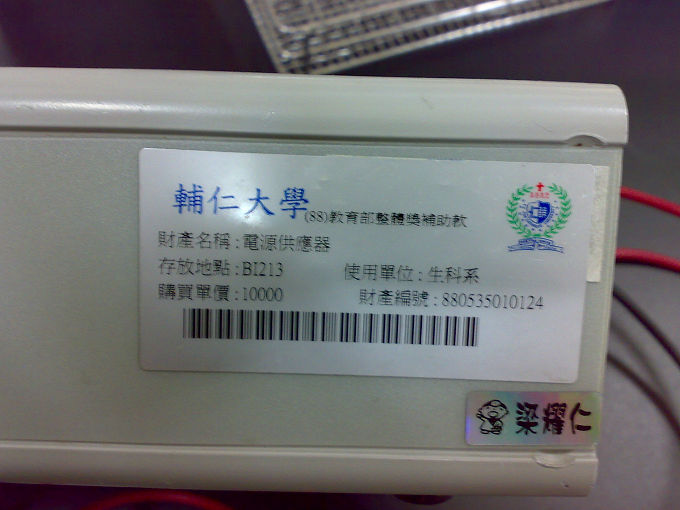 輔仁大學(88)教育部整體獎補助款
財產名稱:電源供應器
存放地點:BI213 使用單位:生科系
購買單價:10000 財產編號:880535010124
梁耀仁